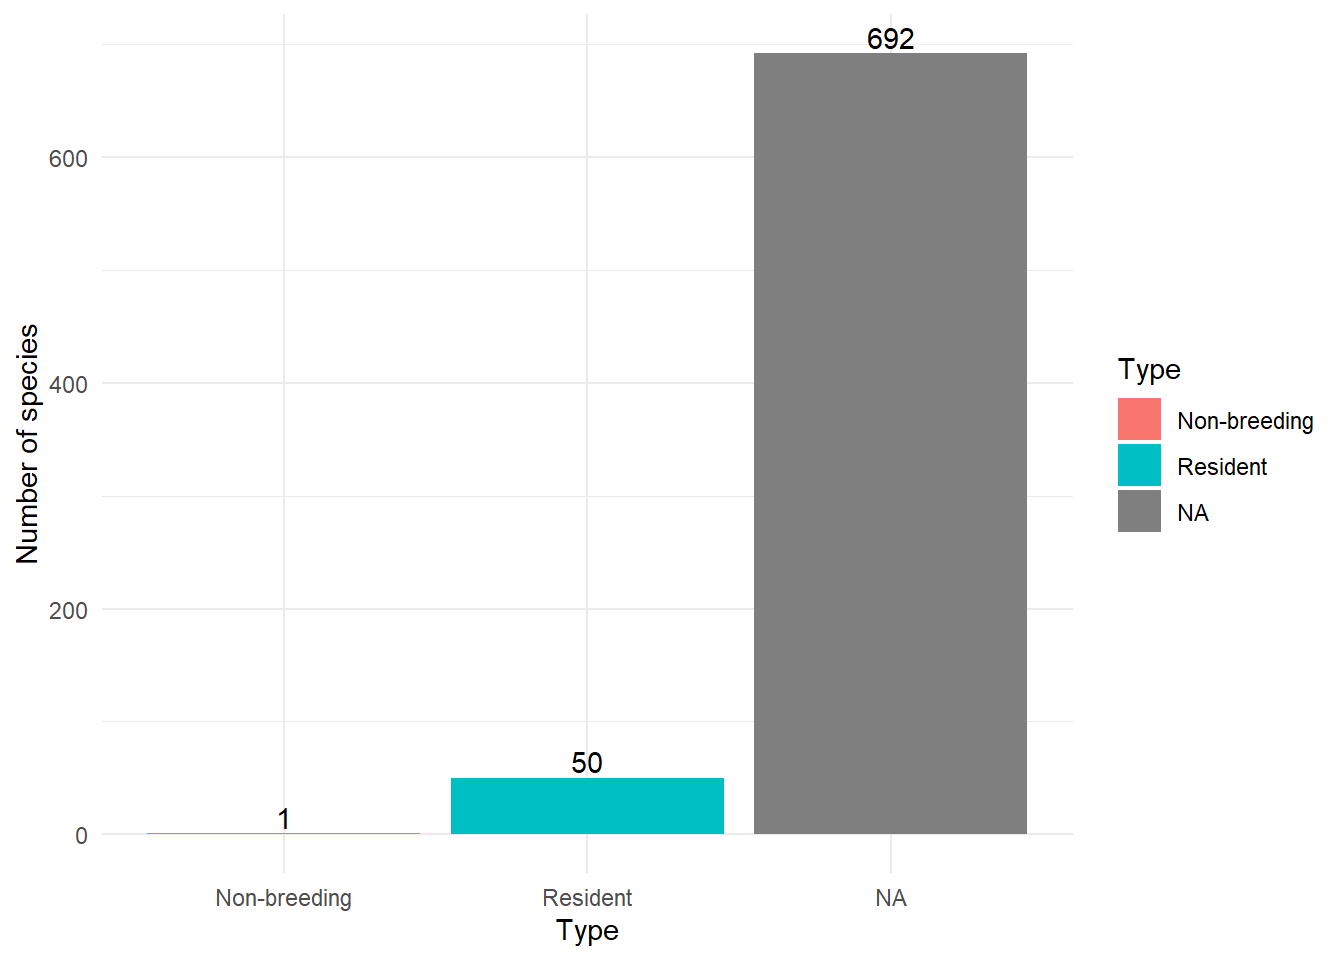 692
600
400
200
0
50
1
Number of species
Non-breeding
Resident
NA
Type
Type
Non-breeding
Resident
NA